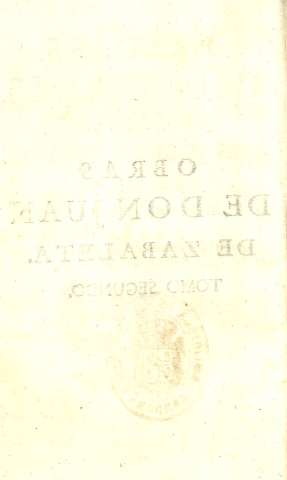 OBRAS
DE DON JUAN
DE ZABALETA.
TOMO SEGUNDO.